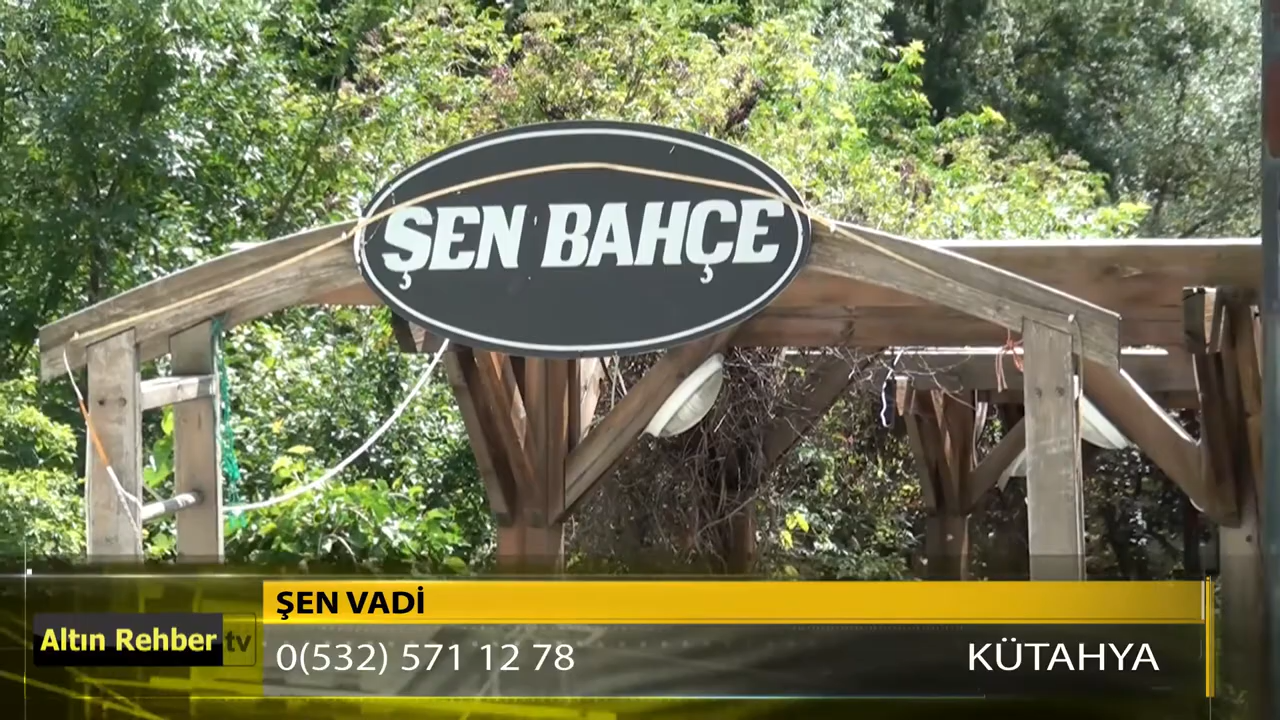 ŞEN BAHÇE
ŞEN VADİ
Altın Rehber tv
0(532) 571 12 78
KÜTAHYA